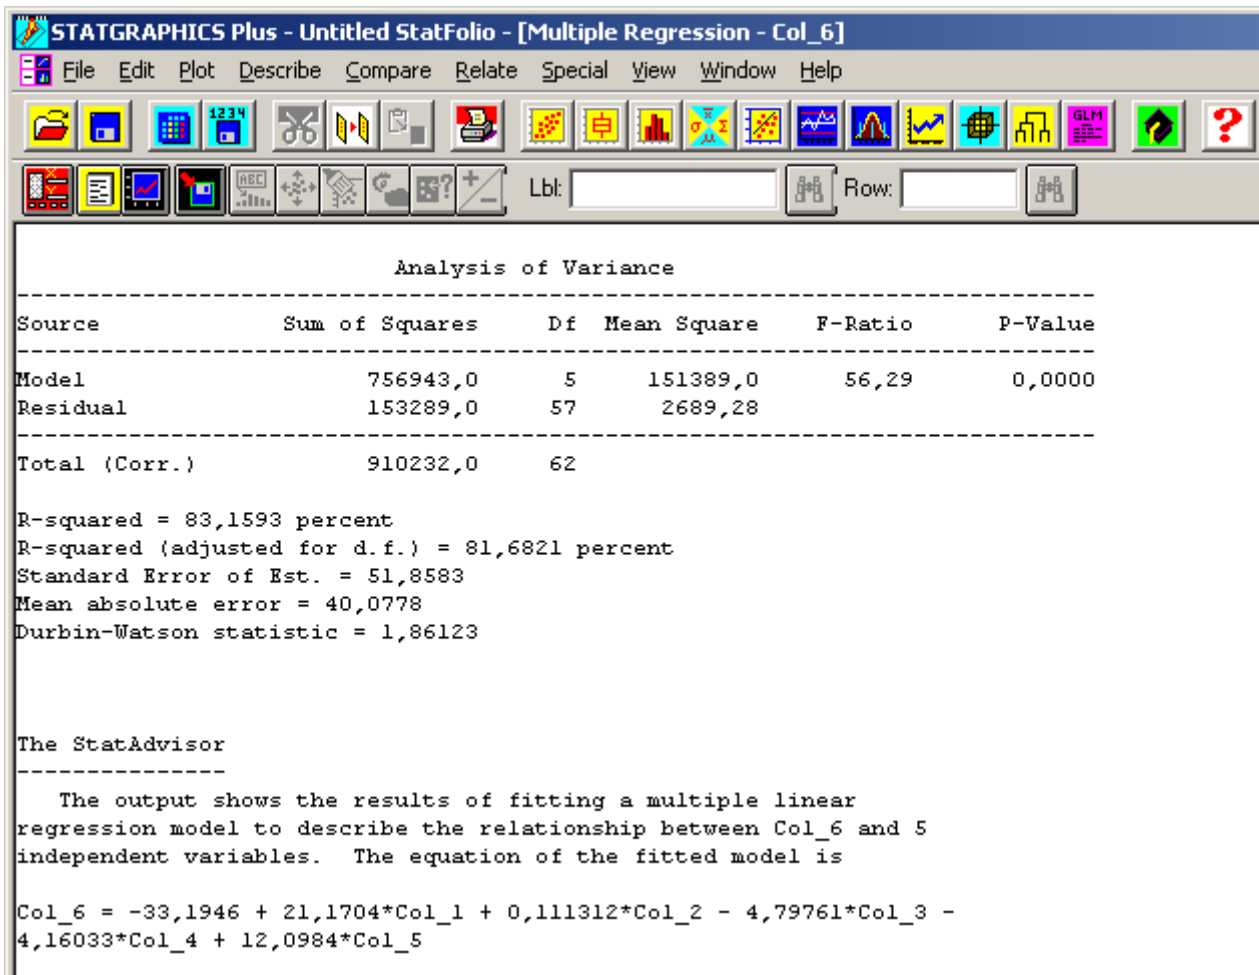 STATGRAPHICS Plus - Untitled StatFolio - [Multiple Regression - Col_6]
File Edit Plot Describe Compare Relate Special View Window Help
1234
GLM
?
ABC
Lbl:
Row:
Analysis of Variance
-----------------------------------------------------------------------------
Source Sum of Squares Df Mean Square F-Ratio P-Value
-----------------------------------------------------------------------------
Model 756943,0 5 151389,0 56,29 0,0000
Residual 153289,0 57 2689,28
-----------------------------------------------------------------------------
Total (Corr.) 910232,0 62
R-squared = 83,1593 percent
R-squared (adjusted for d.f.) = 81,6821 percent
Standard Error of Est. = 51,8583
Mean absolute error = 40,0778
Durbin-Watson statistic = 1,86123
The StatAdvisor
---------------
The output shows the results of fitting a multiple linear
regression model to describe the relationship between Col_6 and 5
independent variables. The equation of the fitted model is
Col_6 = -33,1946 + 21,1704*Col_1 + 0,111312*Col_2 - 4,79761*Col_3 -
4,16033*Col_4 + 12,0984*Col_5